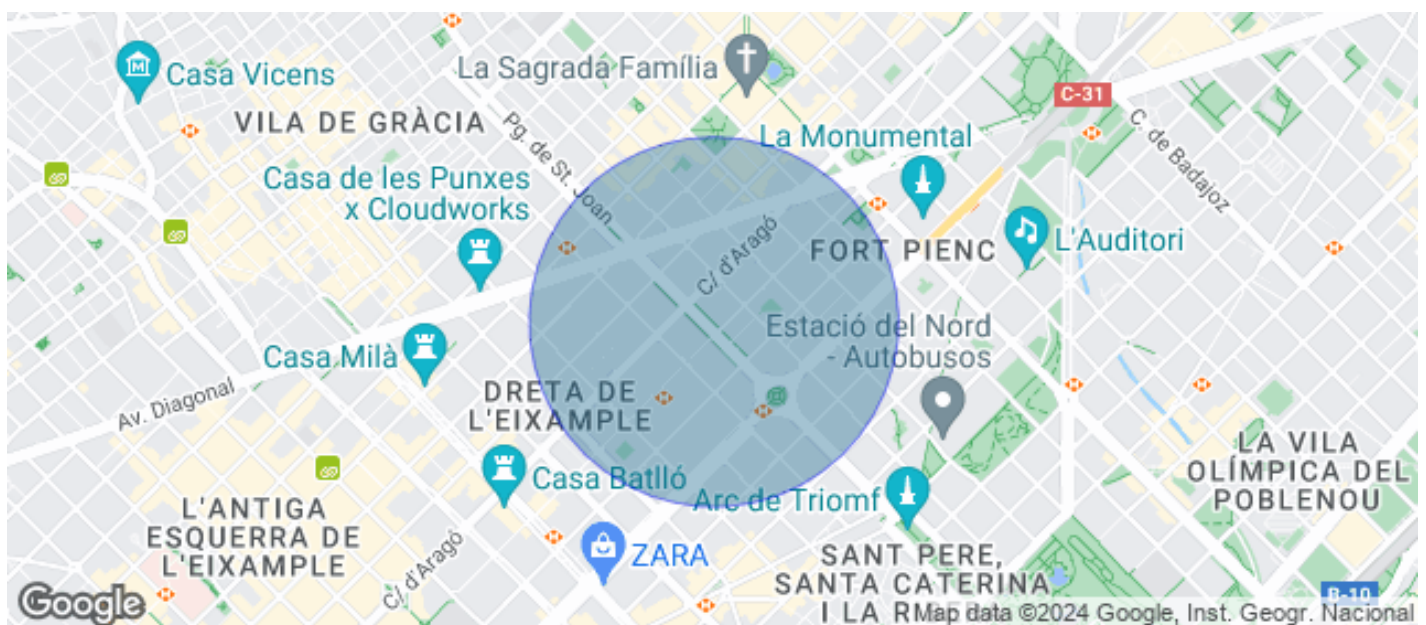 Casa Vicens
La Sagrada Família
C-31
VILA DE GRÀCIA
Pg. de St. Joan
La Monumental
C. de Badajoz
Casa de les Punxes
x Cloudworks
C/ d'Aragó
FORT PIENC
L'Auditori
Estació del Nord
- Autobusos
Casa Milà
Av. Diagonal
DRETA DE
L'EIXAMPLE
LA VILA
OLÍMPICA DEL
POBLENOU
Casa Batlló
Arc de Triomf
L'ANTIGA
ESQUERRA DE
L'EIXAMPLE
C/ d'Aragó
ZARA
SANT PERE,
SANTA CATERINA
I LA R
B-10
Google
Map data ©2024 Google, Inst. Geogr. Nacional